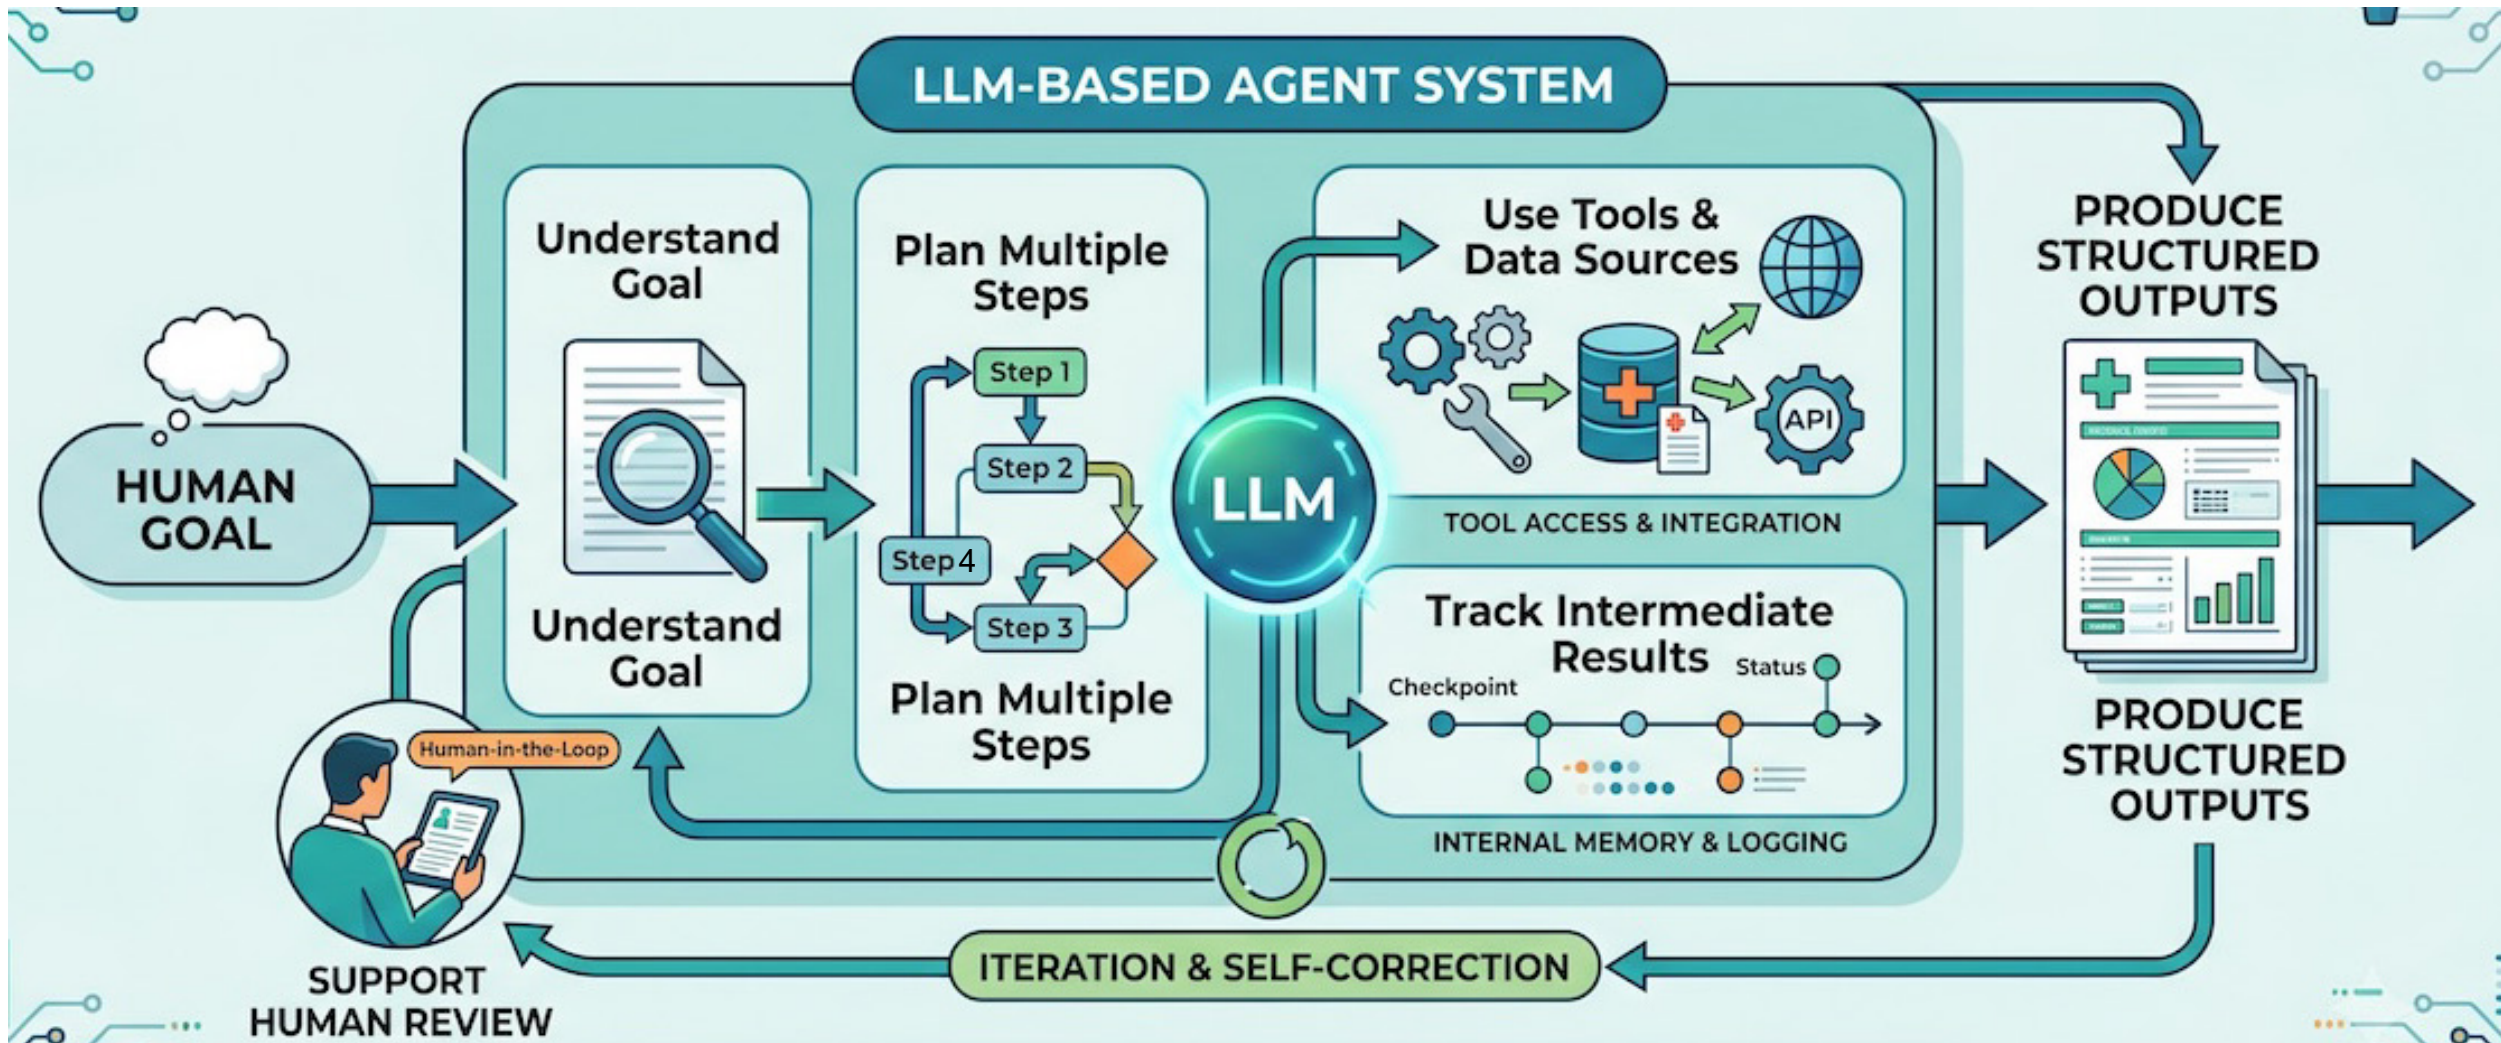 LLM-BASED AGENT SYSTEM
HUMAN
GOAL
Understand
Goal
Understand
Goal
Plan Multiple
Steps
Step 1
Step 2
Step 4
Step 3
Plan Multiple
Steps
LLM
Use Tools &
Data Sources
API
TOOL ACCESS & INTEGRATION
Track Intermediate
Results
Checkpoint
Status
INTERNAL MEMORY & LOGGING
PRODUCE
STRUCTURED
OUTPUTS
PRODUCE
STRUCTURED
OUTPUTS
Human-in-the-Loop
SUPPORT
HUMAN REVIEW
ITERATION & SELF-CORRECTION